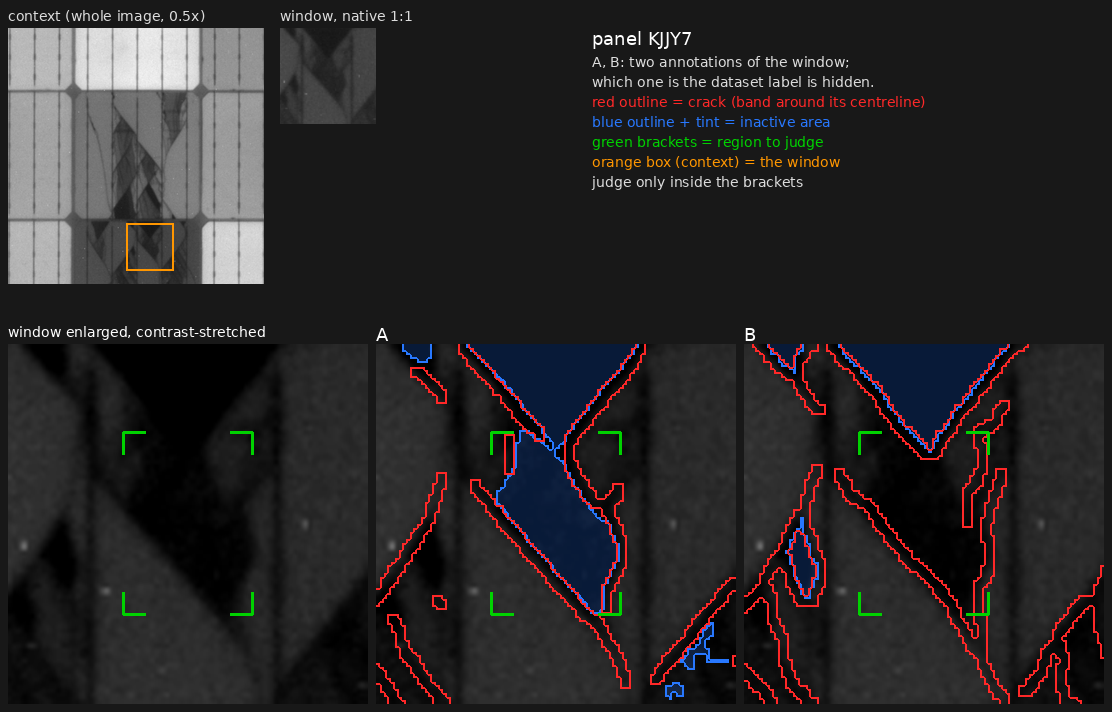 context (whole image, 0.5x)
window, native 1:1
panel KJJY7
A, B: two annotations of the window;
which one is the dataset label is hidden.
red outline = crack (band around its centreline)
blue outline + tint = inactive area
green brackets = region to judge
orange box (context) = the window
judge only inside the brackets
window enlarged, contrast-stretched
A
B